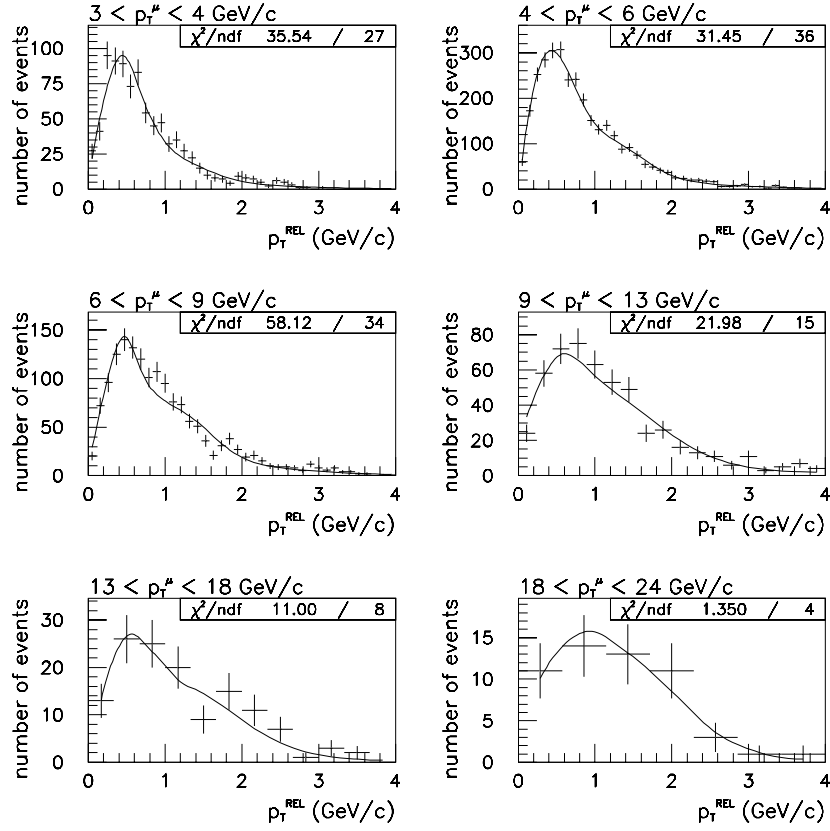 3 < p_T^μ < 4 GeV/c
χ²/ndf 35.54 / 27
number of events
100
75
50
25
0
0 1 2 3 4
p_T^REL (GeV/c)
4 < p_T^μ < 6 GeV/c
χ²/ndf 31.45 / 36
number of events
300
200
100
0
0 1 2 3 4
p_T^REL (GeV/c)
6 < p_T^μ < 9 GeV/c
χ²/ndf 58.12 / 34
number of events
150
100
50
0
0 1 2 3 4
p_T^REL (GeV/c)
9 < p_T^μ < 13 GeV/c
χ²/ndf 21.98 / 15
number of events
80
60
40
20
0
0 1 2 3 4
p_T^REL (GeV/c)
13 < p_T^μ < 18 GeV/c
χ²/ndf 11.00 / 8
number of events
30
20
10
0
0 1 2 3 4
p_T^REL (GeV/c)
18 < p_T^μ < 24 GeV/c
χ²/ndf 1.350 / 4
number of events
15
10
5
0
0 1 2 3 4
p_T^REL (GeV/c)